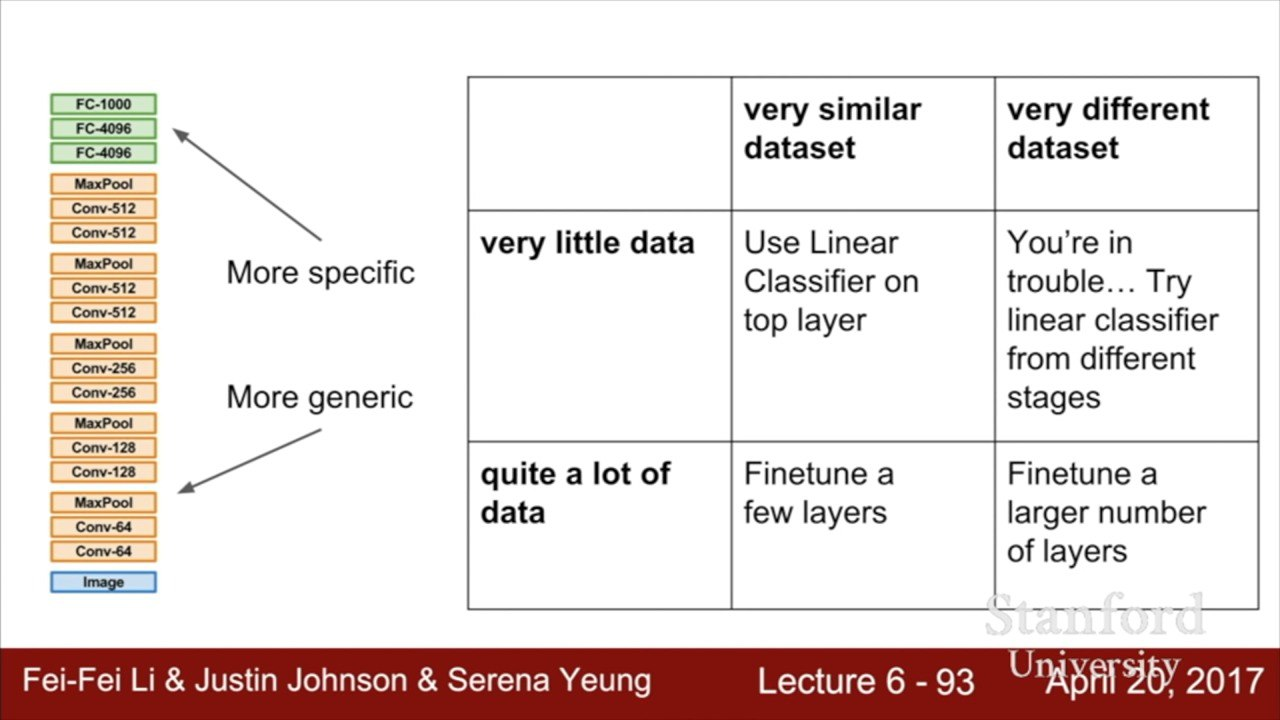 FC-1000
FC-4096
FC-4096
MaxPool
Conv-512
Conv-512
MaxPool
Conv-512
Conv-512
MaxPool
Conv-256
Conv-256
MaxPool
Conv-128
Conv-128
MaxPool
Conv-64
Conv-64
Image
More specific
More generic
very similar
dataset
very different
dataset
very little data
Use Linear
Classifier on
top layer
You’re in
trouble… Try
linear classifier
from different
stages
quite a lot of
data
Finetune a
few layers
Finetune a
larger number
of layers
Stanford
University
Fei-Fei Li & Justin Johnson & Serena Yeung
Lecture 6 - 93
April 20, 2017